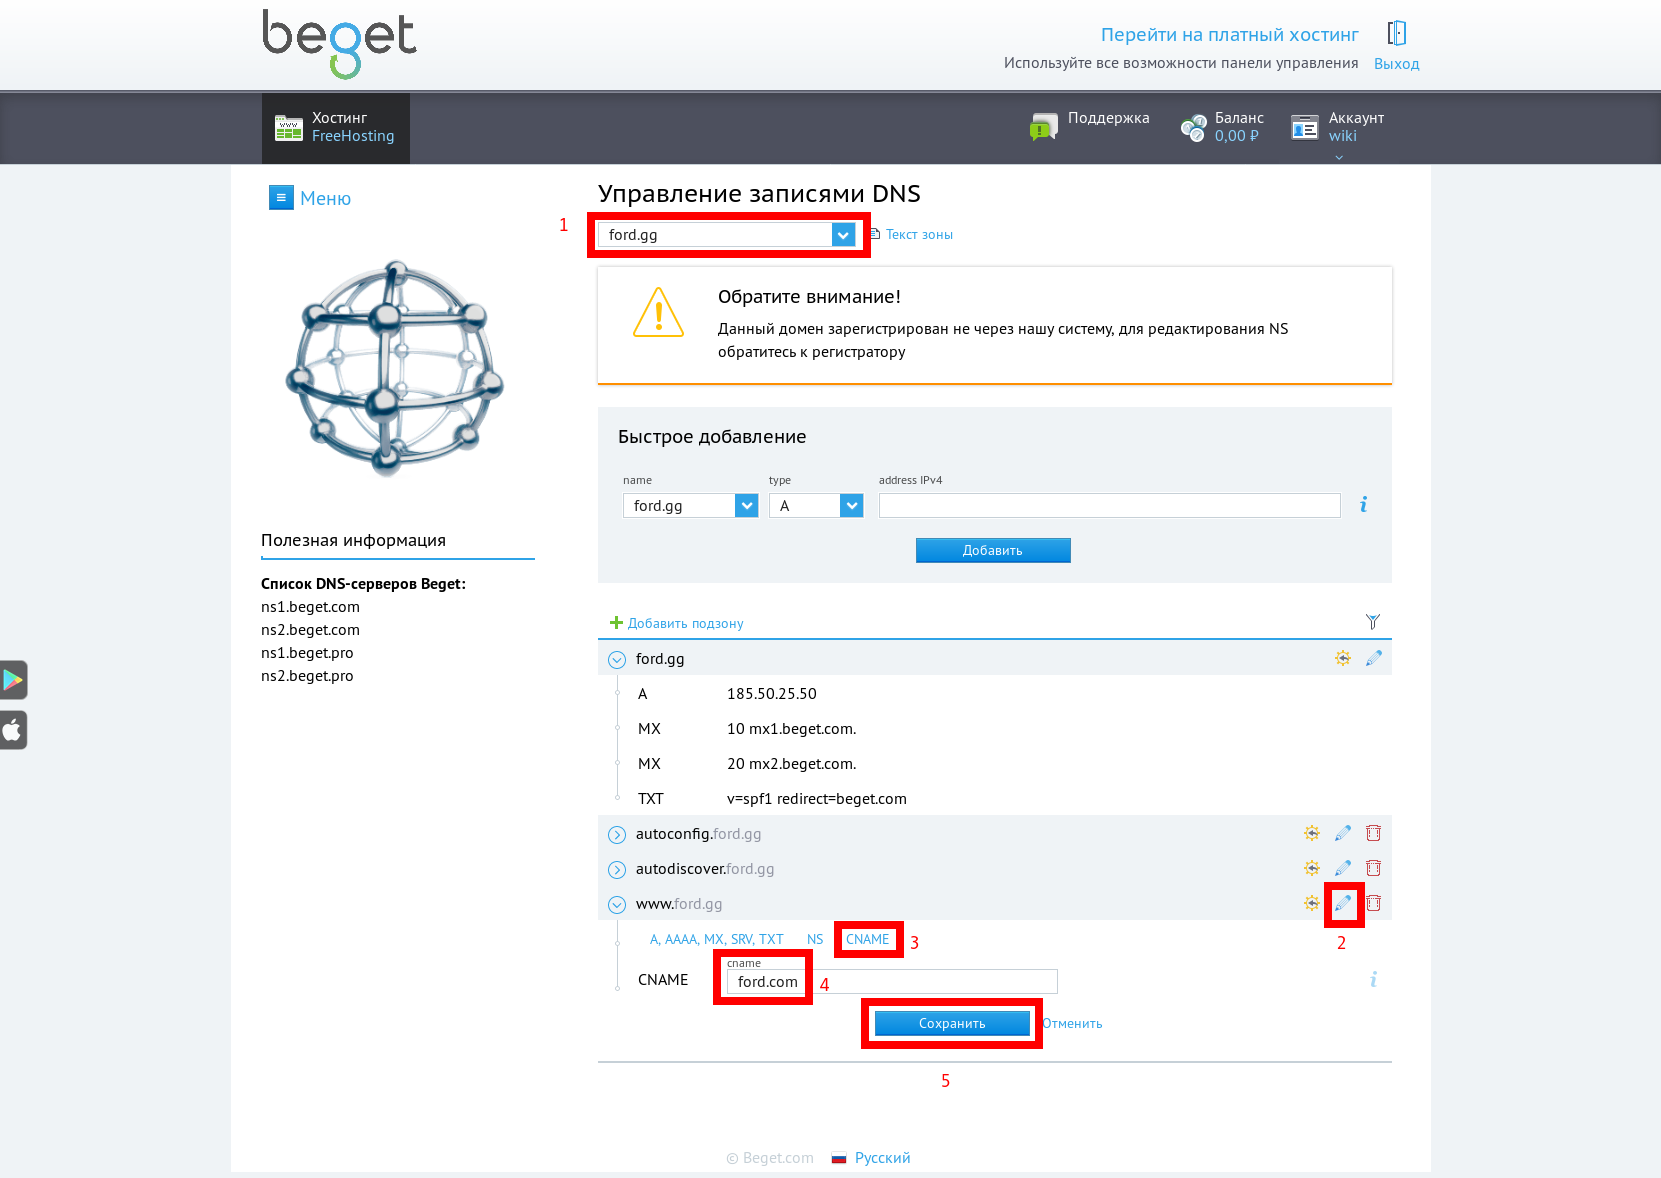 beget
Перейти на платный хостинг
Используйте все возможности панели управления
Выход
Хостинг
FreeHosting
Поддержка
Баланс
0,00 ₽
Аккаунт
wiki
Меню
Управление записями DNS
1
ford.gg
Текст зоны
Обратите внимание!
Данный домен зарегистрирован не через нашу систему, для редактирования NS
обратитесь к регистратору
Быстрое добавление
name type address IPv4
ford.gg A
Добавить
Полезная информация
Список DNS-серверов Beget:
ns1.beget.com
ns2.beget.com
ns1.beget.pro
ns2.beget.pro
Добавить подзону
ford.gg
A 185.50.25.50
MX 10 mx1.beget.com.
MX 20 mx2.beget.com.
TXT v=spf1 redirect=beget.com
autoconfig.ford.gg
autodiscover.ford.gg
www.ford.gg
A, AAAA, MX, SRV, TXT NS CNAME 3 2
cname
CNAME ford.com 4
Сохранить Отменить
5
© Beget.com Русский